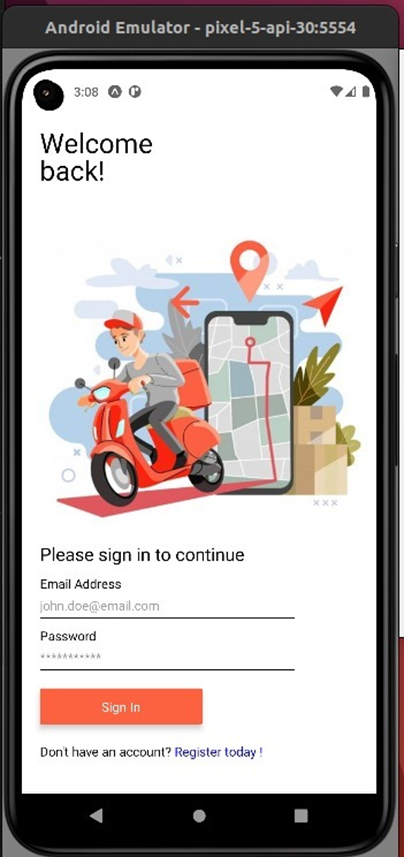 Android Emulator - pixel-5-api-30:5554
3:08
Welcome
back!
Please sign in to continue
Email Address
john.doe@email.com
Password
***********
Sign In
Don't have an account? Register today !